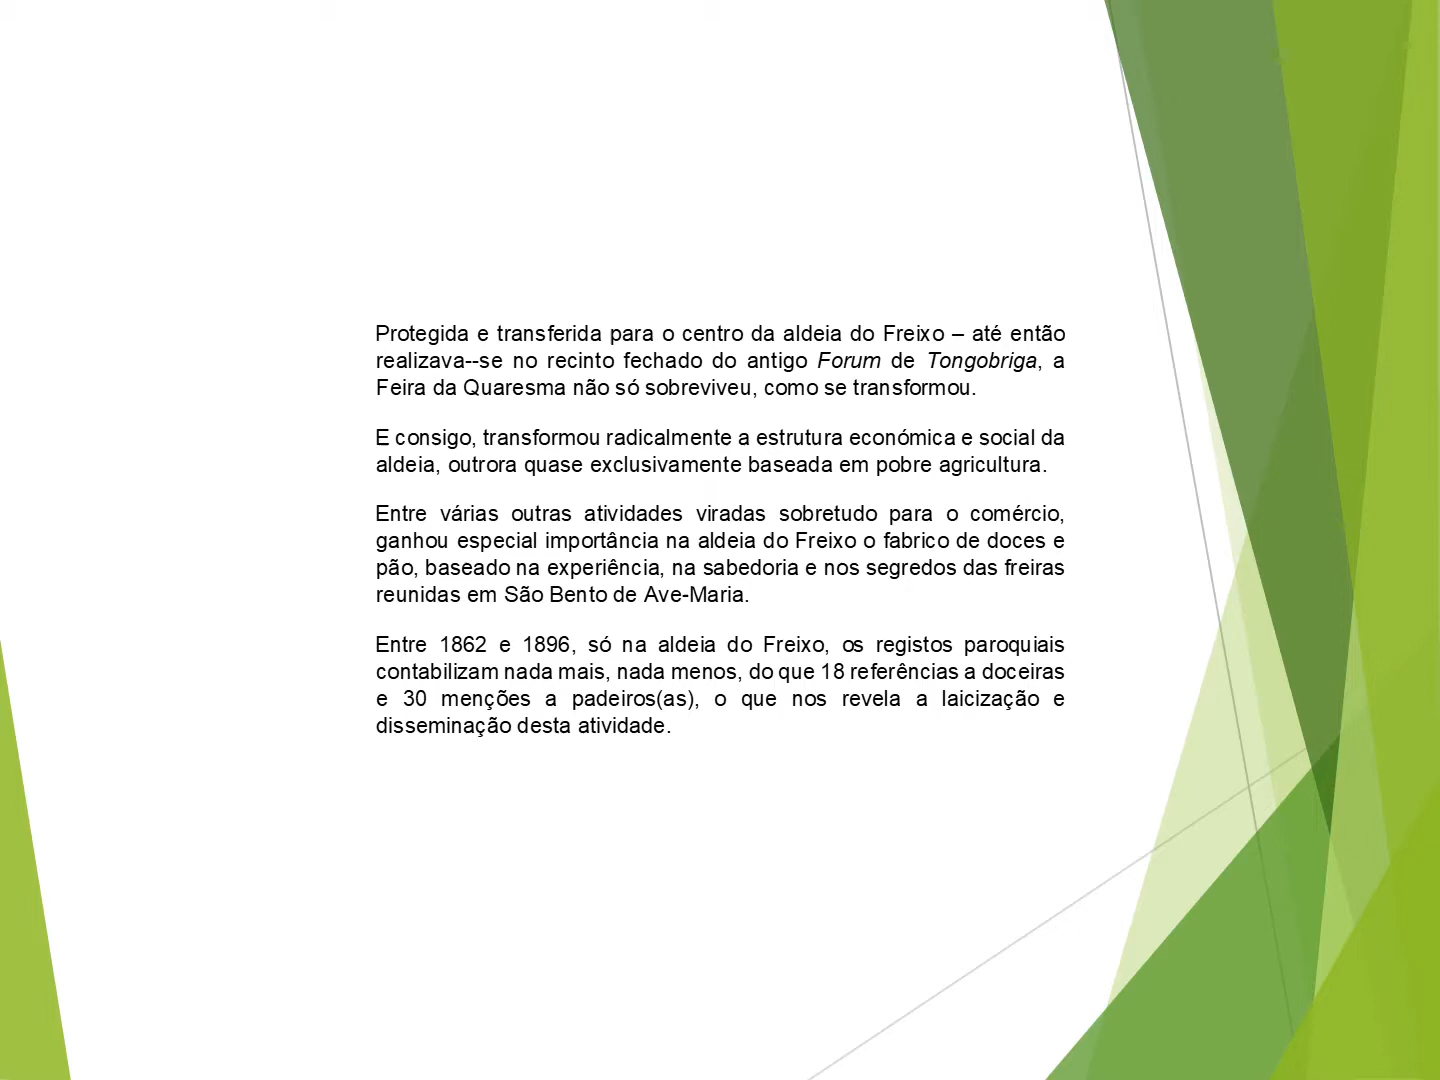 Protegida e transferida para o centro da aldeia do Freixo – até então
realizava--se no recinto fechado do antigo Forum de Tongobriga, a
Feira da Quaresma não só sobreviveu, como se transformou.
E consigo, transformou radicalmente a estrutura económica e social da
aldeia, outrora quase exclusivamente baseada em pobre agricultura.
Entre várias outras atividades viradas sobretudo para o comércio,
ganhou especial importância na aldeia do Freixo o fabrico de doces e
pão, baseado na experiência, na sabedoria e nos segredos das freiras
reunidas em São Bento de Ave-Maria.
Entre 1862 e 1896, só na aldeia do Freixo, os registos paroquiais
contabilizam nada mais, nada menos, do que 18 referências a doceiras
e 30 menções a padeiros(as), o que nos revela a laicização e
disseminação desta atividade.